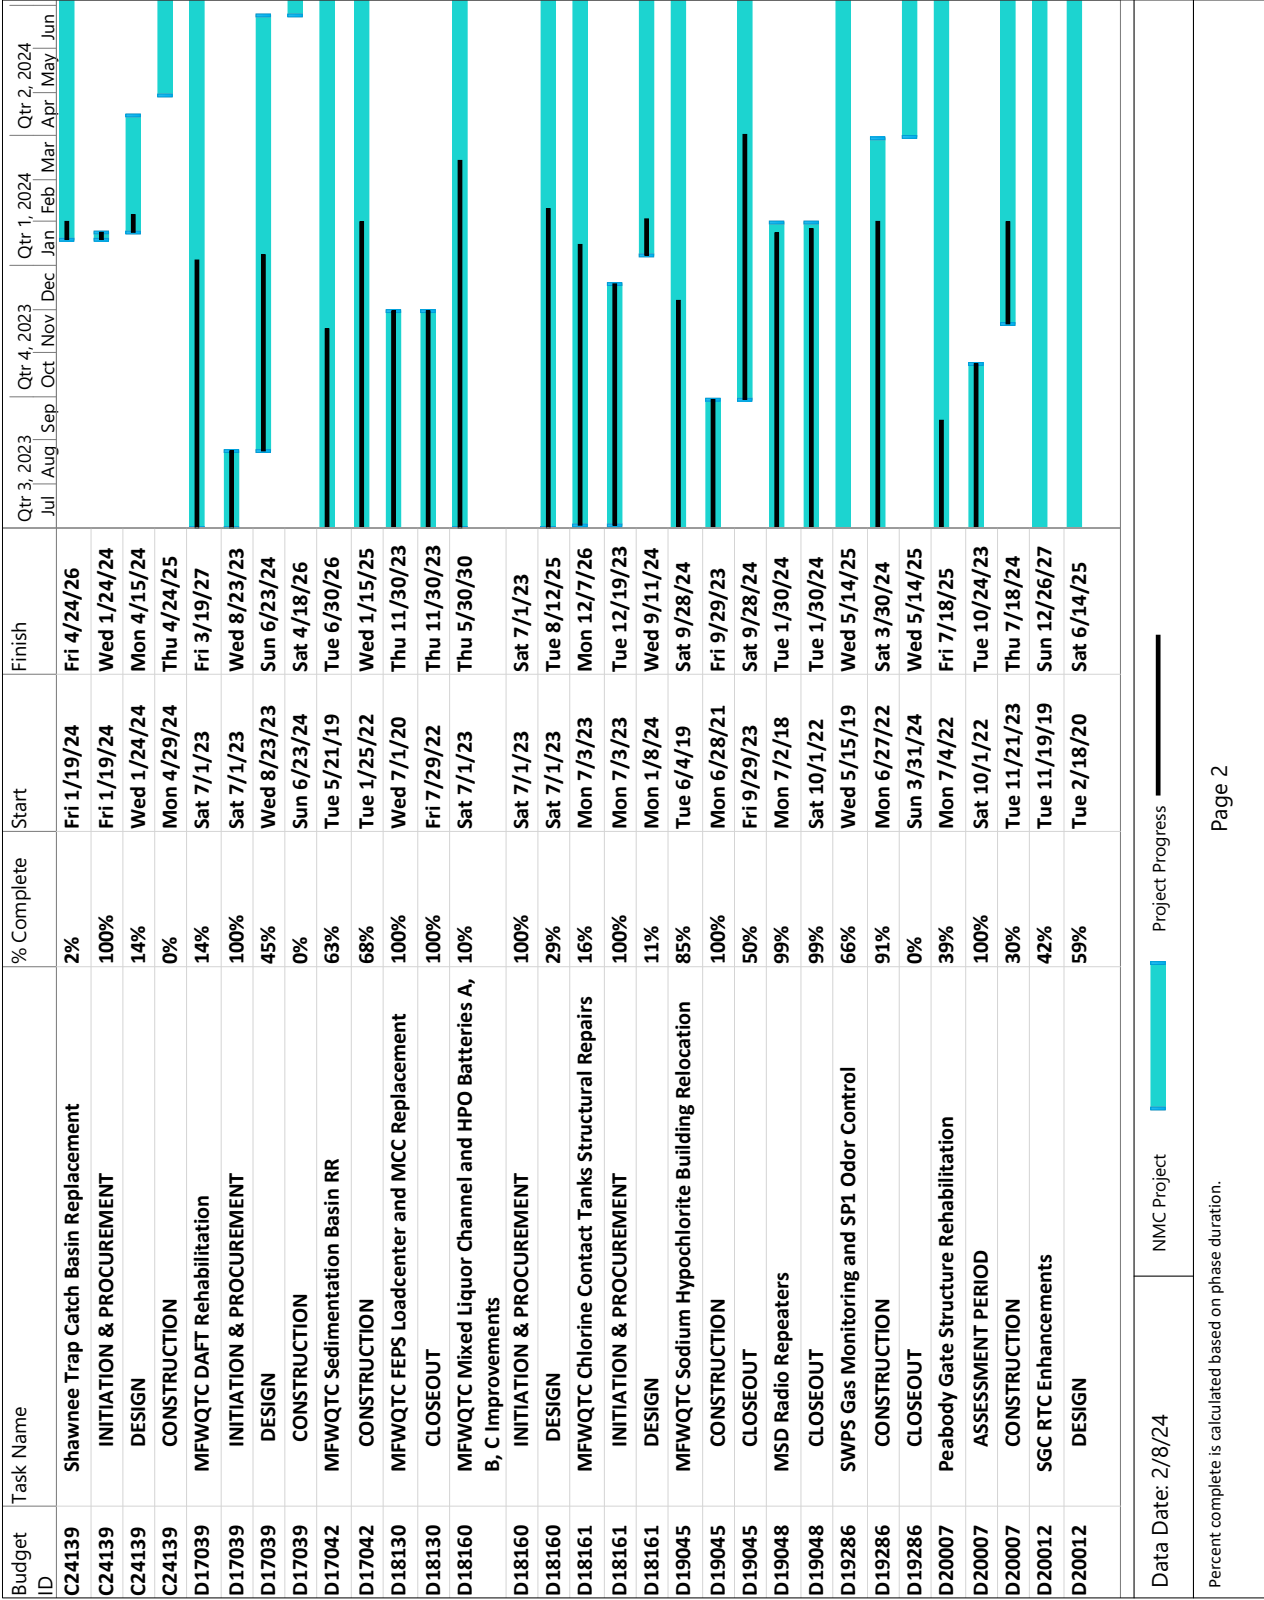 Budget ID Task Name % Complete Start Finish
Qtr 3, 2023 Qtr 4, 2023 Qtr 1, 2024 Qtr 2, 2024
Jul Aug Sep Oct Nov Dec Jan Feb Mar Apr May Jun
C24139 Shawnee Trap Catch Basin Replacement 2% Fri 1/19/24 Fri 4/24/26
C24139 INITIATION & PROCUREMENT 100% Fri 1/19/24 Wed 1/24/24
C24139 DESIGN 14% Wed 1/24/24 Mon 4/15/24
C24139 CONSTRUCTION 0% Mon 4/29/24 Thu 4/24/25
D17039 MFWQTC DAFT Rehabilitation 14% Sat 7/1/23 Fri 3/19/27
D17039 INITIATION & PROCUREMENT 100% Sat 7/1/23 Wed 8/23/23
D17039 DESIGN 45% Wed 8/23/23 Sun 6/23/24
D17039 CONSTRUCTION 0% Sun 6/23/24 Sat 4/18/26
D17042 MFWQTC Sedimentation Basin RR 63% Tue 5/21/19 Tue 6/30/26
D17042 CONSTRUCTION 68% Tue 1/25/22 Wed 1/15/25
D18130 MFWQTC FEPS Loadcenter and MCC Replacement 100% Wed 7/1/20 Thu 11/30/23
D18130 CLOSEOUT 100% Fri 7/29/22 Thu 11/30/23
D18160 MFWQTC Mixed Liquor Channel and HPO Batteries A, 10% Sat 7/1/23 Thu 5/30/30
B, C Improvements
D18160 INITIATION & PROCUREMENT 100% Sat 7/1/23 Sat 7/1/23
D18160 DESIGN 29% Sat 7/1/23 Tue 8/12/25
D18161 MFWQTC Chlorine Contact Tanks Structural Repairs 16% Mon 7/3/23 Mon 12/7/26
D18161 INITIATION & PROCUREMENT 100% Mon 7/3/23 Tue 12/19/23
D18161 DESIGN 11% Mon 1/8/24 Wed 9/11/24
D19045 MFWQTC Sodium Hypochlorite Building Relocation 85% Tue 6/4/19 Sat 9/28/24
D19045 CONSTRUCTION 100% Mon 6/28/21 Fri 9/29/23
D19045 CLOSEOUT 50% Fri 9/29/23 Sat 9/28/24
D19048 MSD Radio Repeaters 99% Mon 7/2/18 Tue 1/30/24
D19048 CLOSEOUT 99% Sat 10/1/22 Tue 1/30/24
D19286 SWPS Gas Monitoring and SP1 Odor Control 66% Wed 5/15/19 Wed 5/14/25
D19286 CONSTRUCTION 91% Mon 6/27/22 Sat 3/30/24
D19286 CLOSEOUT 0% Sun 3/31/24 Wed 5/14/25
D20007 Peabody Gate Structure Rehabilitation 39% Mon 7/4/22 Fri 7/18/25
D20007 ASSESSMENT PERIOD 100% Sat 10/1/22 Tue 10/24/23
D20007 CONSTRUCTION 30% Tue 11/21/23 Thu 7/18/24
D20012 SGC RTC Enhancements 42% Tue 11/19/19 Sun 12/26/27
D20012 DESIGN 59% Tue 2/18/20 Sat 6/14/25
Data Date: 2/8/24 NMC Project Project Progress
Percent complete is calculated based on phase duration.
Page 2